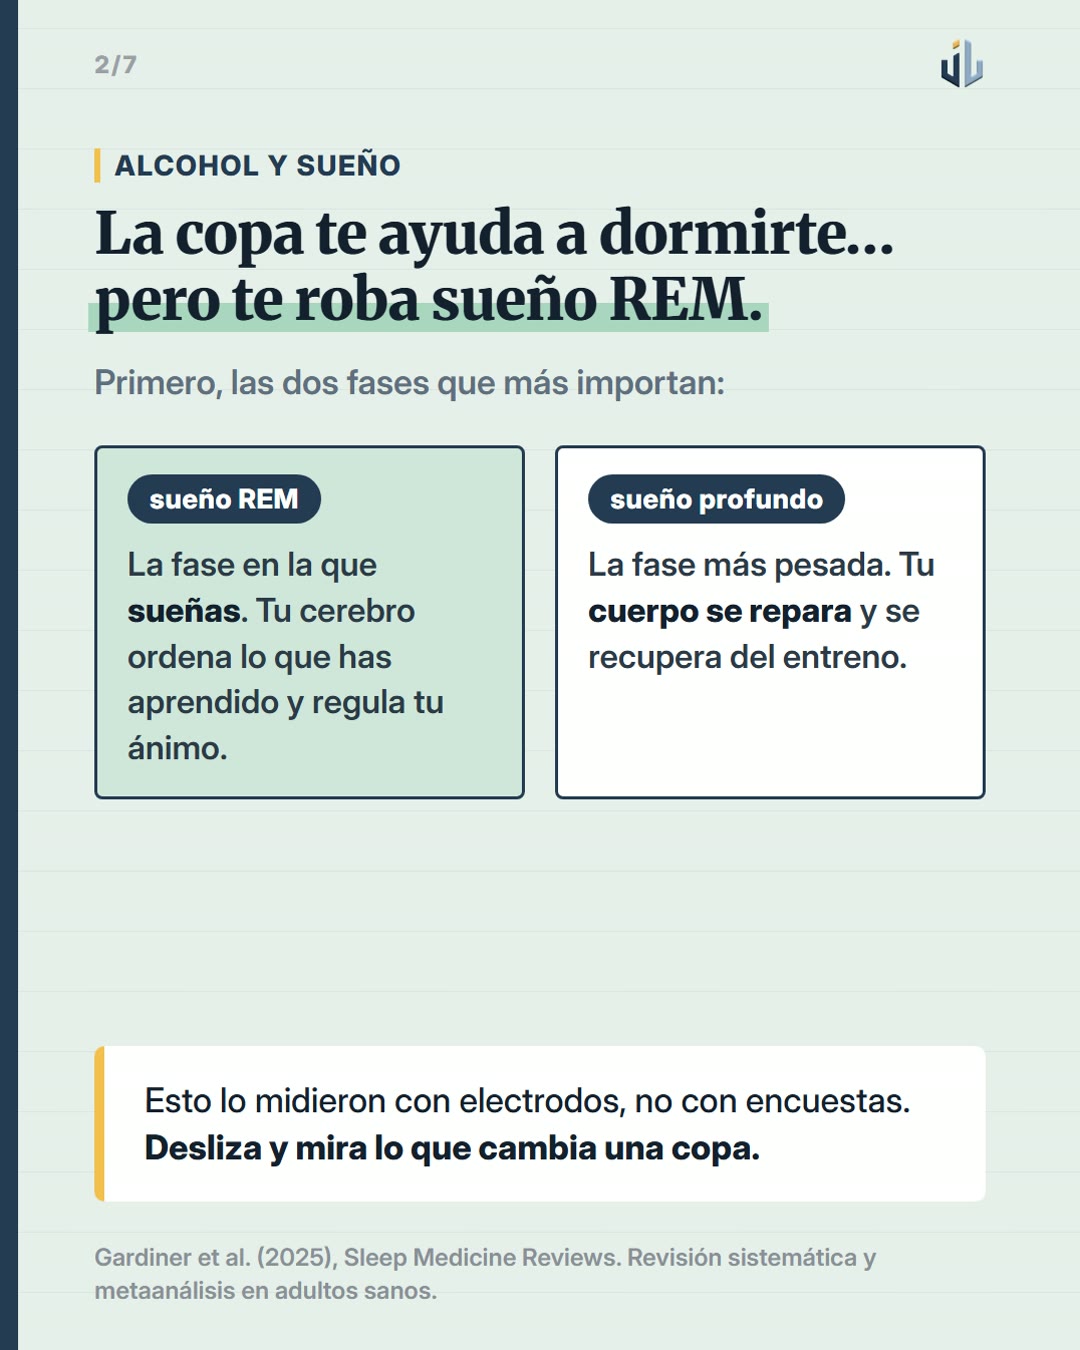 2/7
ALCOHOL Y SUEÑO
La copa te ayuda a dormirte...
pero te roba sueño REM.
Primero, las dos fases que más importan:
sueño REM
La fase en la que
sueñas. Tu cerebro
ordena lo que has
aprendido y regula tu
ánimo.
sueño profundo
La fase más pesada. Tu
cuerpo se repara y se
recupera del entreno.
Esto lo midieron con electrodos, no con encuestas.
Desliza y mira lo que cambia una copa.
Gardiner et al. (2025), Sleep Medicine Reviews. Revisión sistemática y
metaanálisis en adultos sanos.